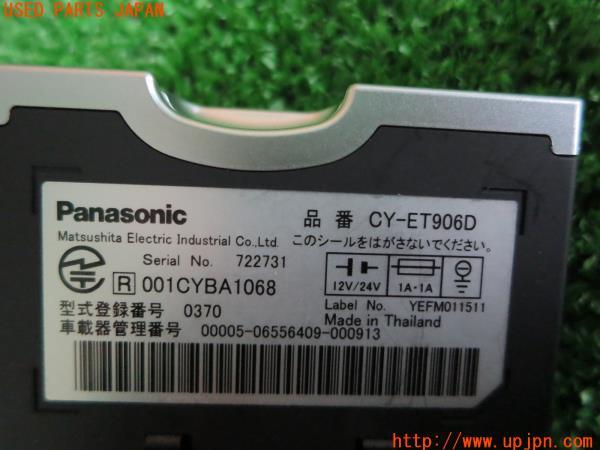 USED PARTS JAPAN
Panasonic
品番 CY-ET906D
Matsushita Electric Industrial Co.,Ltd.
このシールをはがさないでください。
Serial No. 722731
R 001CYBA1068
12V/24V 1A・1A
型式登録番号 0370
Label No. YEFM011511
Made in Thailand
車載器管理番号 00005-06556409-000913
http://www.upjpn.com/